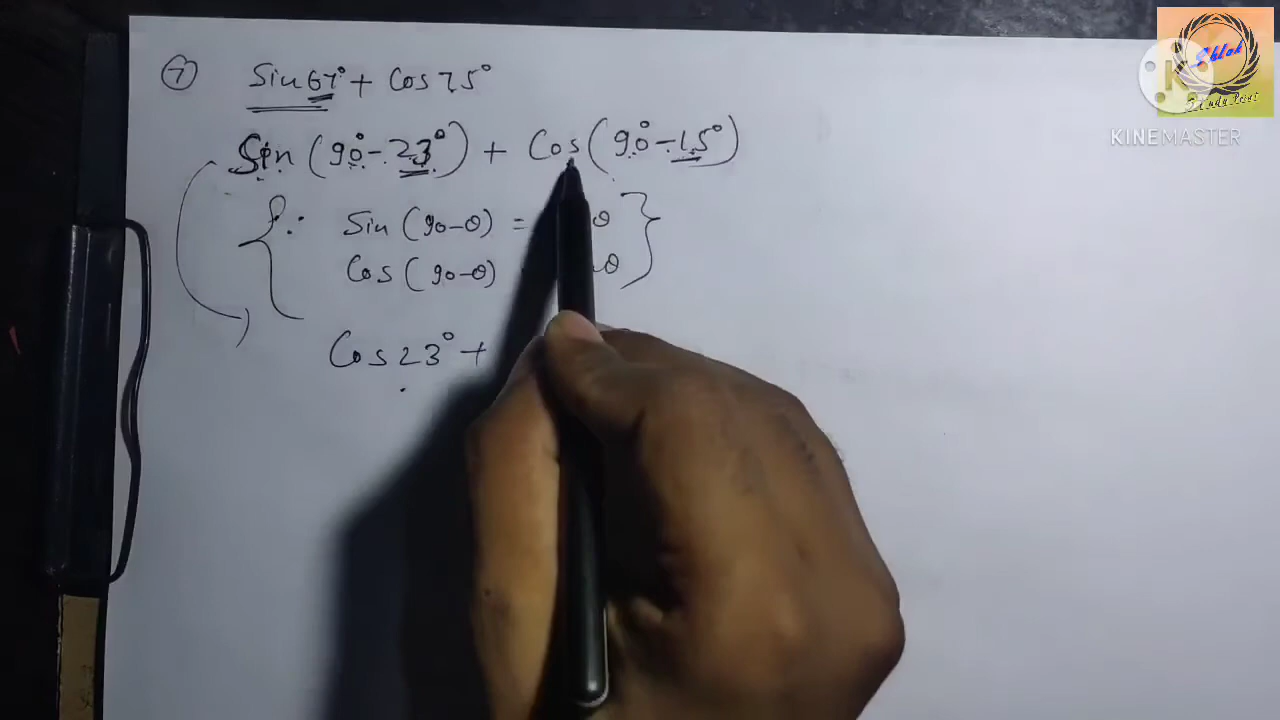 7 Sin 67° + Cos 75°
Sin (90° - 23°) + Cos (90° - 15°)
{ ∵ Sin (90-θ) = θ
Cos (90-θ) θ }
Cos 23° +
KINEMASTER